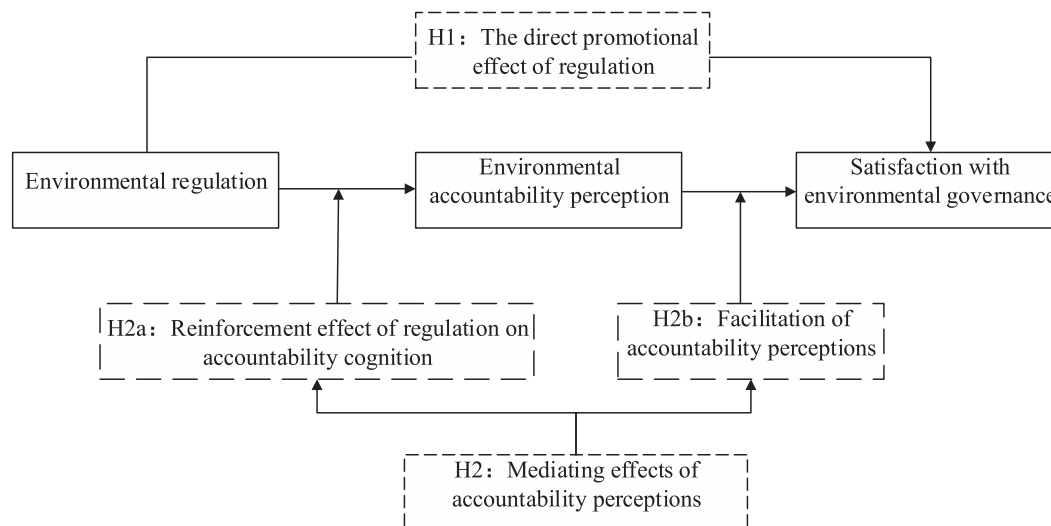 H1：The direct promotional
effect of regulation
Environmental regulation
Environmental
accountability perception
Satisfaction with
environmental governance
H2a：Reinforcement effect of regulation on
accountability cognition
H2b：Facilitation of
accountability perceptions
H2：Mediating effects of
accountability perceptions